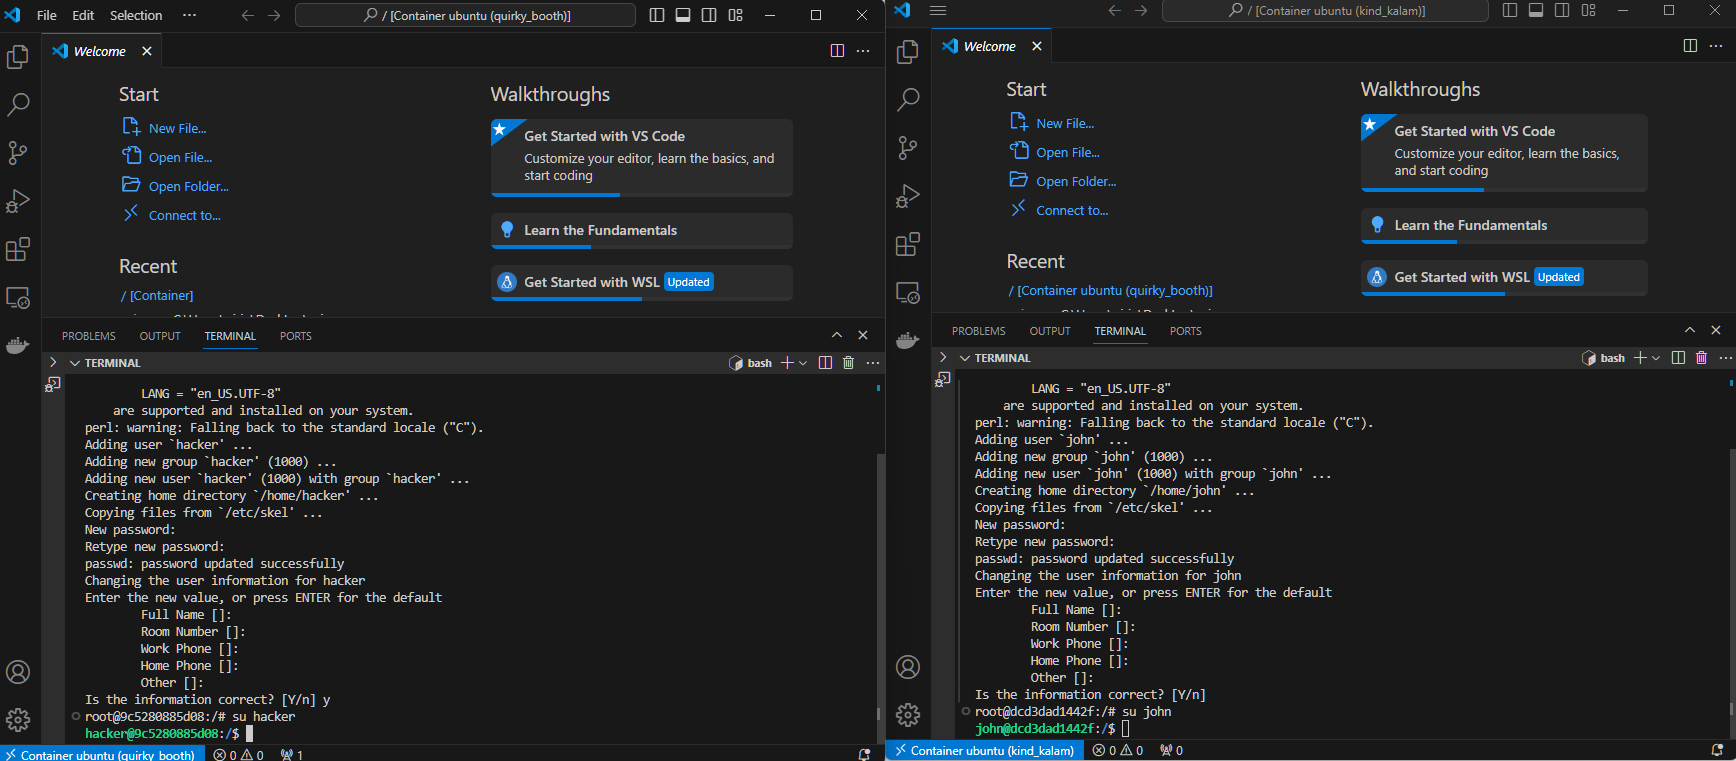 File Edit Selection ··· / [Container ubuntu (quirky_booth)]
Welcome
Start
New File...
Open File...
Open Folder...
Connect to...
Recent
/ [Container]
Walkthroughs
Get Started with VS Code
Customize your editor, learn the basics, and
start coding
Learn the Fundamentals
Get Started with WSL Updated
PROBLEMS OUTPUT TERMINAL PORTS
TERMINAL
bash
LANG = "en_US.UTF-8"
are supported and installed on your system.
perl: warning: Falling back to the standard locale ("C").
Adding user `hacker' ...
Adding new group `hacker' (1000) ...
Adding new user `hacker' (1000) with group `hacker' ...
Creating home directory `/home/hacker' ...
Copying files from `/etc/skel' ...
New password:
Retype new password:
passwd: password updated successfully
Changing the user information for hacker
Enter the new value, or press ENTER for the default
Full Name []:
Room Number []:
Work Phone []:
Home Phone []:
Other []:
Is the information correct? [Y/n] y
root@9c5280885d08:/# su hacker
hacker@9c5280885d08:/$
Container ubuntu (quirky_booth) 0 0 1
/ [Container ubuntu (kind_kalam)]
Welcome
Start
New File...
Open File...
Open Folder...
Connect to...
Recent
/ [Container ubuntu (quirky_booth)]
Walkthroughs
Get Started with VS Code
Customize your editor, learn the basics,
and start coding
Learn the Fundamentals
Get Started with WSL Updated
PROBLEMS OUTPUT TERMINAL PORTS
TERMINAL
bash
LANG = "en_US.UTF-8"
are supported and installed on your system.
perl: warning: Falling back to the standard locale ("C").
Adding user `john' ...
Adding new group `john' (1000) ...
Adding new user `john' (1000) with group `john' ...
Creating home directory `/home/john' ...
Copying files from `/etc/skel' ...
New password:
Retype new password:
passwd: password updated successfully
Changing the user information for john
Enter the new value, or press ENTER for the default
Full Name []:
Room Number []:
Work Phone []:
Home Phone []:
Other []:
Is the information correct? [Y/n]
root@dcd3dad1442f:/# su john
john@dcd3dad1442f:/$
Container ubuntu (kind_kalam) 0 0 0